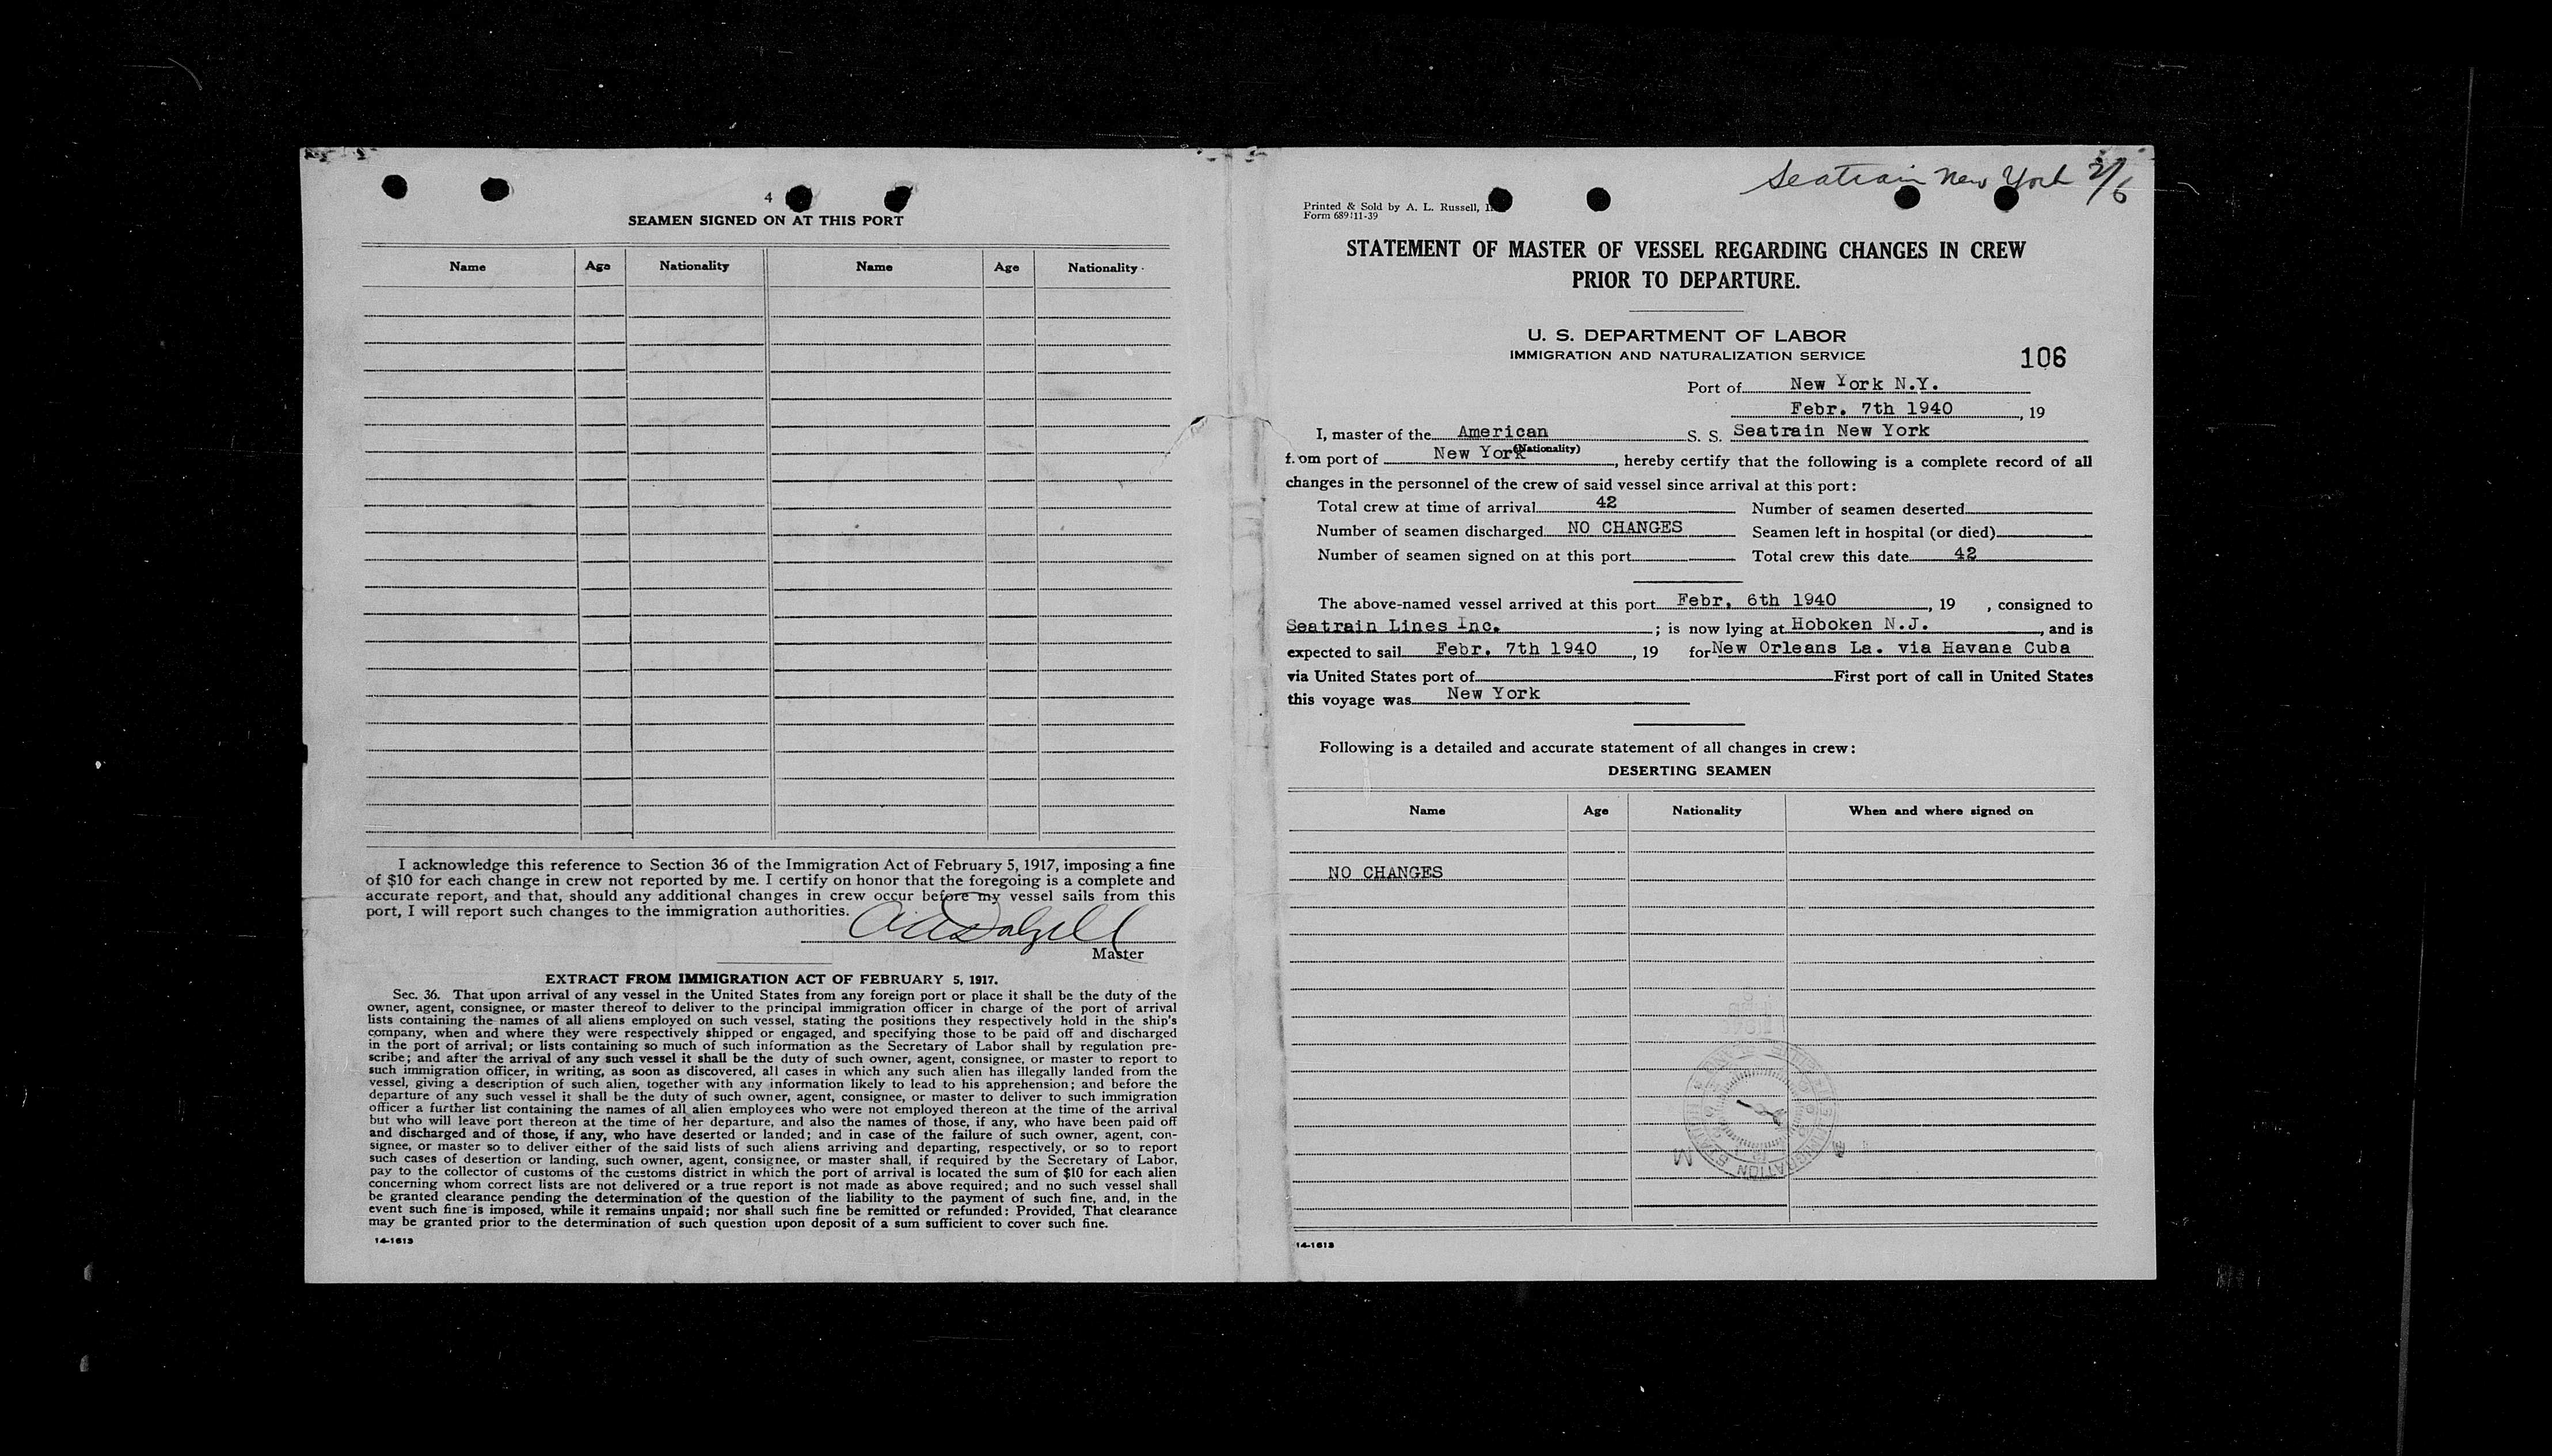 4
SEAMEN SIGNED ON AT THIS PORT
Name Age Nationality Name Age Nationality
I acknowledge this reference to Section 36 of the Immigration Act of February 5, 1917, imposing a fine
of $10 for each change in crew not reported by me. I certify on honor that the foregoing is a complete and
accurate report, and that, should any additional changes in crew occur before my vessel sails from this
port, I will report such changes to the immigration authorities.
Master
EXTRACT FROM IMMIGRATION ACT OF FEBRUARY 5, 1917.
Sec. 36. That upon arrival of any vessel in the United States from any foreign port or place it shall be the duty of the
owner, agent, consignee, or master thereof to deliver to the principal immigration officer in charge of the port of arrival
lists containing the names of all aliens employed on such vessel, stating the positions they respectively hold in the ship's
company, when and where they were respectively shipped or engaged, and specifying those to be paid off and discharged
in the port of arrival; or lists containing so much of such information as the Secretary of Labor shall by regulation pre-
scribe; and after the arrival of any such vessel it shall be the duty of such owner, agent, consignee, or master to report to
such immigration officer, in writing, as soon as discovered, all cases in which any such alien has illegally landed from the
vessel, giving a description of such alien, together with any information likely to lead to his apprehension; and before the
departure of any such vessel it shall be the duty of such owner, agent, consignee, or master to deliver to such immigration
officer a further list containing the names of all alien employees who were not employed thereon at the time of the arrival
but who will leave port thereon at the time of her departure, and also the names of those, if any, who have been paid off
and discharged and of those, if any, who have deserted or landed; and in case of the failure of such owner, agent, con-
signee, or master so to deliver either of the said lists of such aliens arriving and departing, respectively, or so to report
such cases of desertion or landing, such owner, agent, consignee, or master shall, if required by the Secretary of Labor,
pay to the collector of customs of the customs district in which the port of arrival is located the sum of $10 for each alien
concerning whom correct lists are not delivered or a true report is not made as above required; and no such vessel shall
be granted clearance pending the determination of the question of the liability to the payment of such fine, and, in the
event such fine is imposed, while it remains unpaid; nor shall such fine be remitted or refunded: Provided, That clearance
may be granted prior to the determination of such question upon deposit of a sum sufficient to cover such fine.
14-1613
Seatrain New York 2/6
Printed & Sold by A. L. Russell,
Form 689:11-39
STATEMENT OF MASTER OF VESSEL REGARDING CHANGES IN CREW
PRIOR TO DEPARTURE.
U. S. DEPARTMENT OF LABOR
IMMIGRATION AND NATURALIZATION SERVICE
106
Port of New York N.Y.
Febr. 7th 1940, 19
I, master of the American S. S. Seatrain New York
(Nationality)
from port of New York, hereby certify that the following is a complete record of all
changes in the personnel of the crew of said vessel since arrival at this port:
Total crew at time of arrival 42 Number of seamen deserted
Number of seamen discharged NO CHANGES Seamen left in hospital (or died)
Number of seamen signed on at this port Total crew this date 42
The above-named vessel arrived at this port Febr. 6th 1940, 19 , consigned to
Seatrain Lines Inc. ; is now lying at Hoboken N.J. , and is
expected to sail Febr. 7th 1940, 19 for New Orleans La. via Havana Cuba
via United States port of First port of call in United States
this voyage was New York
Following is a detailed and accurate statement of all changes in crew:
DESERTING SEAMEN
Name Age Nationality When and where signed on
NO CHANGES
14-1613